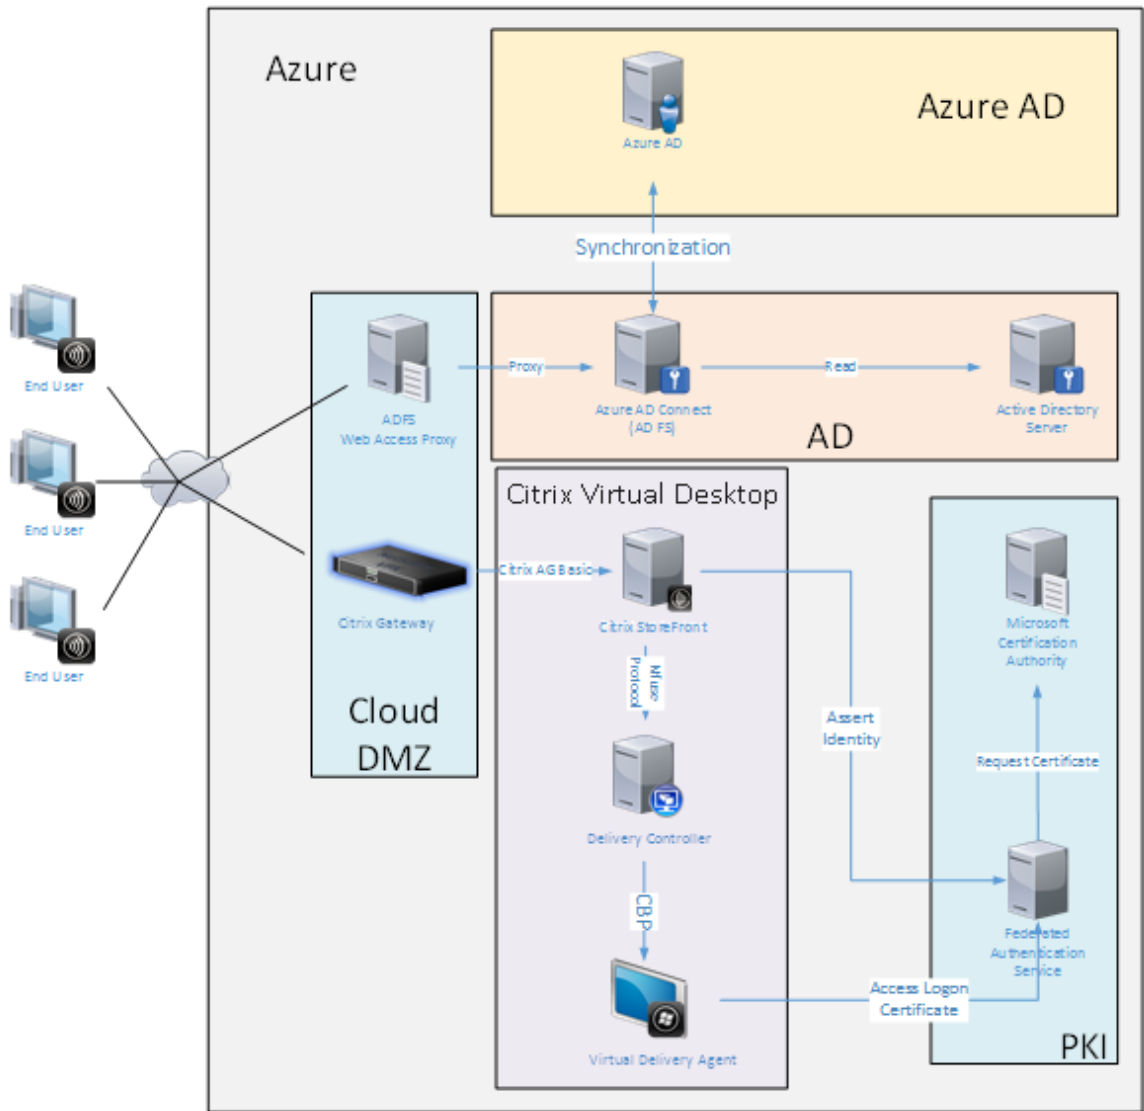 Azure
Azure AD
Azure AD
Synchronization
End User
End User
End User
ADFS
Web Access Proxy
Proxy
Azure AD Connect
(AD FS)
Read
Active Directory
Server
AD
Citrix Gateway
Cloud
DMZ
Citrix Virtual Desktop
Citrix AG Basic
Citrix StoreFront
Nfuse
Protocol
Delivery Controller
CBP
Virtual Delivery Agent
Assert
Identity
Access Logon
Certificate
Microsoft
Certification
Authority
Request Certificate
Federated
Authentication
Service
PKI